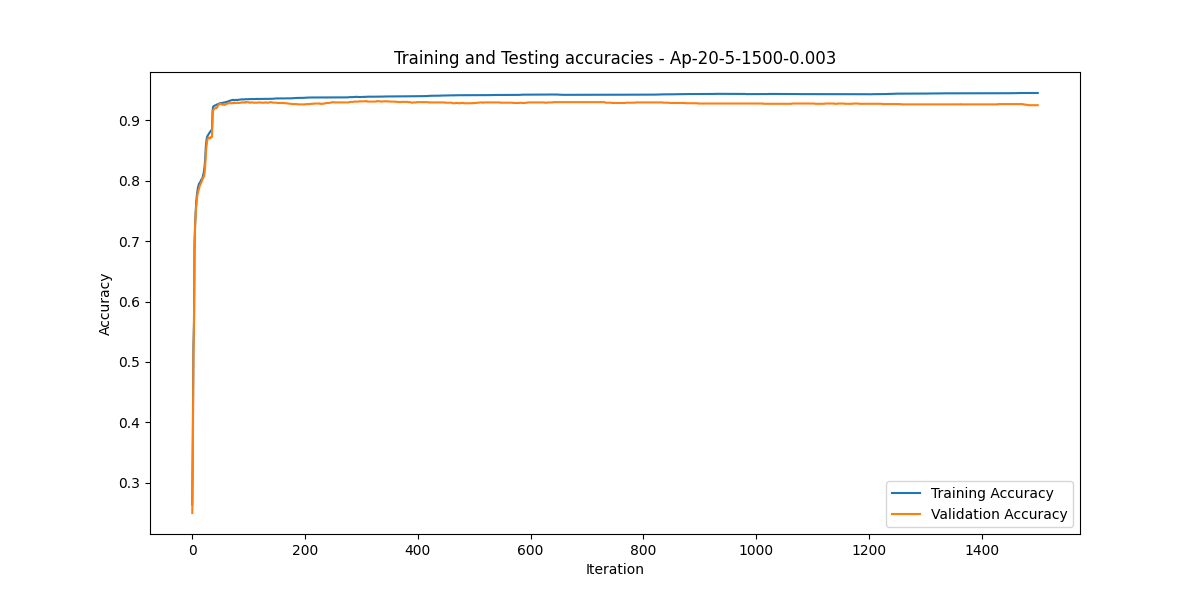 Training and Testing accuracies - Ap-20-5-1500-0.003
Accuracy
0.9
0.8
0.7
0.6
0.5
0.4
0.3
Training Accuracy
Validation Accuracy
0 200 400 600 800 1000 1200 1400
Iteration